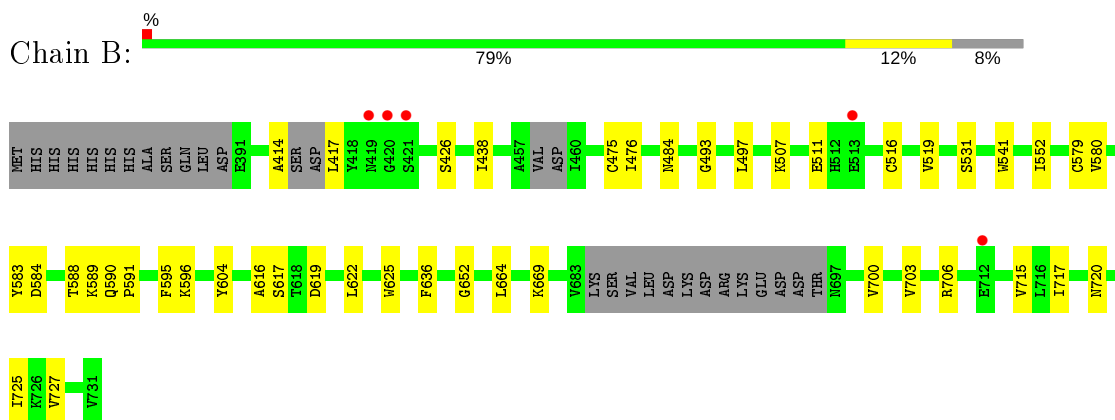 %
Chain B:
79% 12% 8%
MET HIS HIS HIS HIS HIS HIS ALA SER GLN LEU ASP E391 A414 SER ASP L417 Y418 N419 G420 S421 S426 I438 A457 VAL ASP I460 C475 I476 N484 G493 L497 K507 E511 H512 E513 C516 V519 S531 W541 I552 C579 V580
Y583 D584 T588 K589 Q590 P591 F595 K596 Y604 A616 S617 T618 D619 L622 W625 F636 G652 L664 K669 V683 LYS SER VAL LEU ASP LYS ASP ARG LYS GLU ASP ASP THR N697 V700 V703 R706 E712 V715 L716 I717 N720
I725 K726 V727 V731